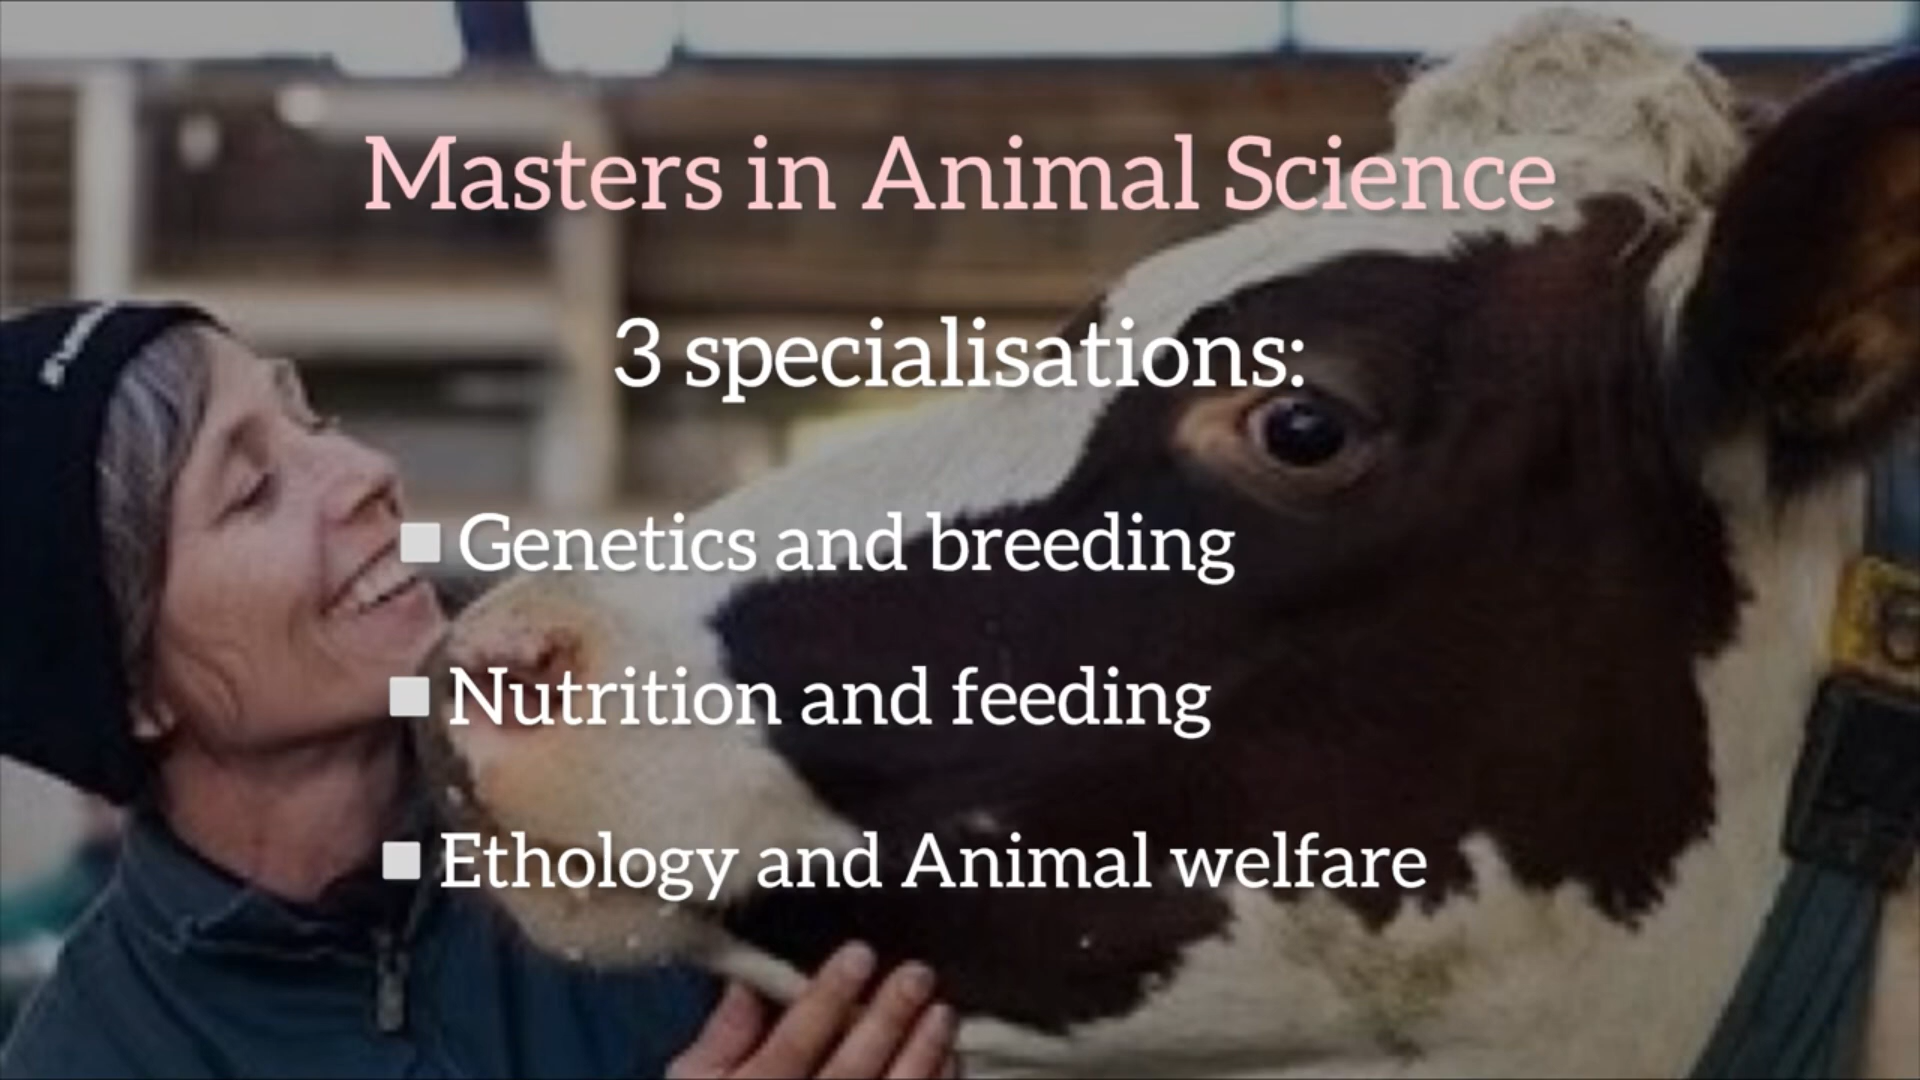 Masters in Animal Science
3 specialisations:
Genetics and breeding
Nutrition and feeding
Ethology and Animal welfare